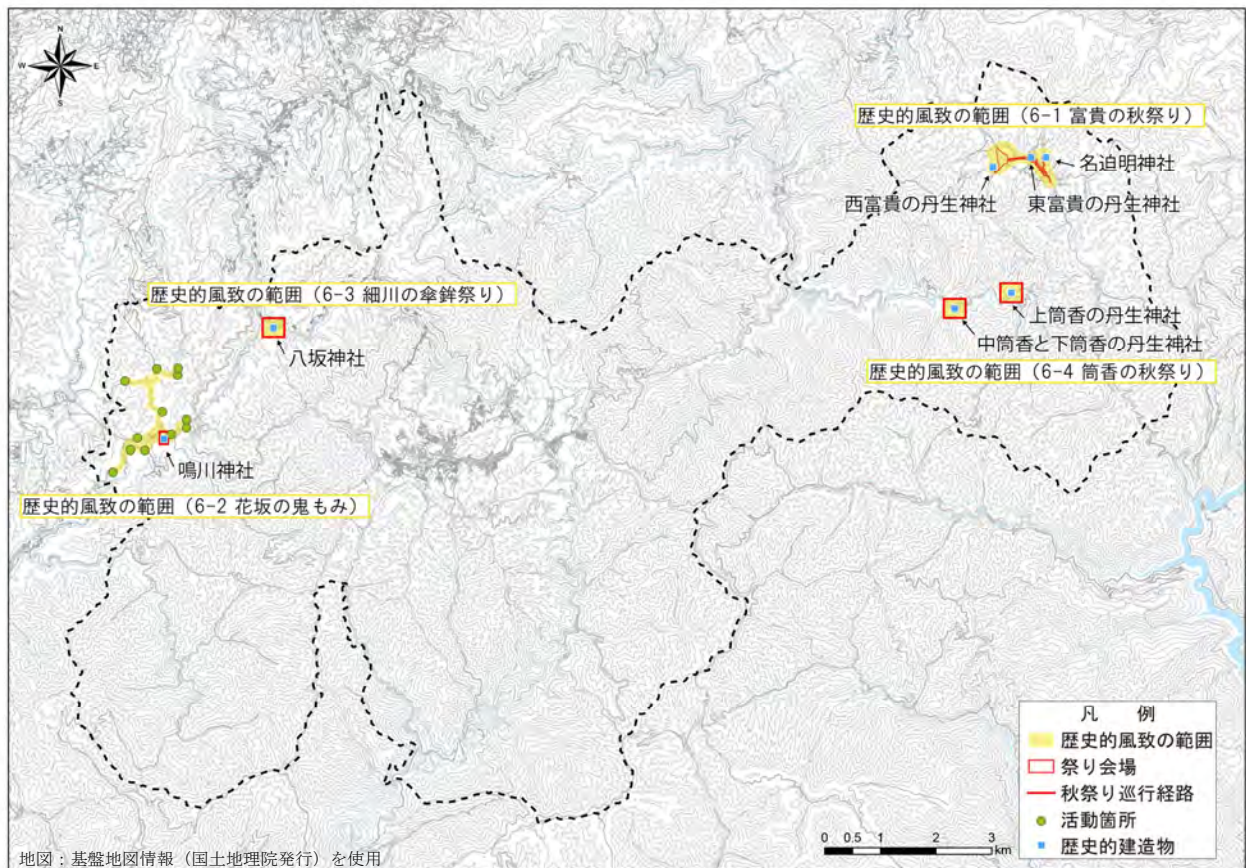 N
W
E
S
歴史的風致の範囲（6-1 富貴の秋祭り）
名迫明神社
西富貴の丹生神社
東富貴の丹生神社
歴史的風致の範囲（6-3 細川の傘鉾祭り）
八坂神社
上筒香の丹生神社
中筒香と下筒香の丹生神社
歴史的風致の範囲（6-4 筒香の秋祭り）
鳴川神社
歴史的風致の範囲（6-2 花坂の鬼もみ）
凡　例
歴史的風致の範囲
祭り会場
秋祭り巡行経路
活動箇所
歴史的建造物
0 0.5 1 2 3
km
地図：基盤地図情報（国土地理院発行）を使用